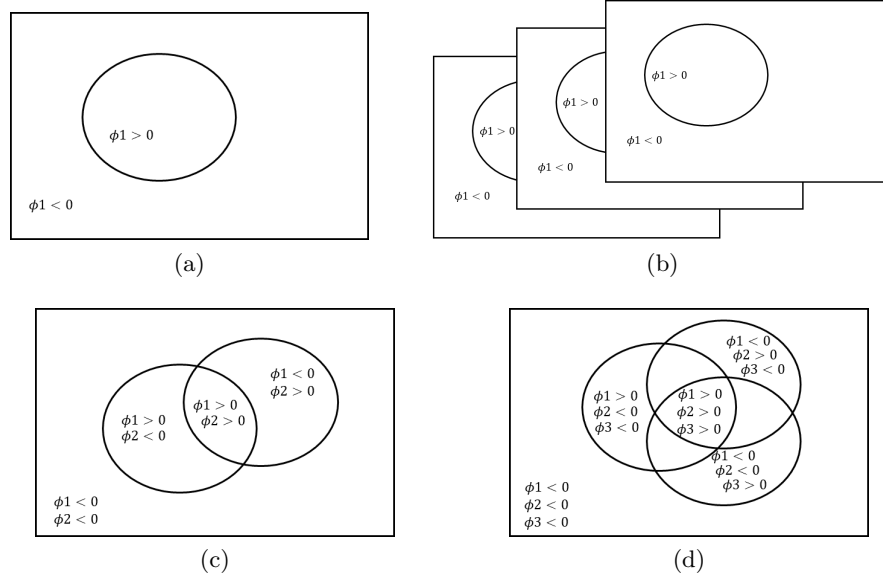 ϕ1 > 0
ϕ1 < 0
(a)
ϕ1 > 0
ϕ1 < 0
ϕ1 > 0
ϕ1 < 0
ϕ1 > 0
ϕ1 < 0
(b)
ϕ1 < 0
ϕ2 > 0
ϕ1 > 0
ϕ2 > 0
ϕ1 > 0
ϕ2 < 0
ϕ1 < 0
ϕ2 < 0
(c)
ϕ1 < 0
ϕ2 > 0
ϕ3 < 0
ϕ1 > 0
ϕ2 < 0
ϕ3 < 0
ϕ1 > 0
ϕ2 > 0
ϕ3 > 0
ϕ1 < 0
ϕ2 < 0
ϕ3 > 0
ϕ1 < 0
ϕ2 < 0
ϕ3 < 0
(d)